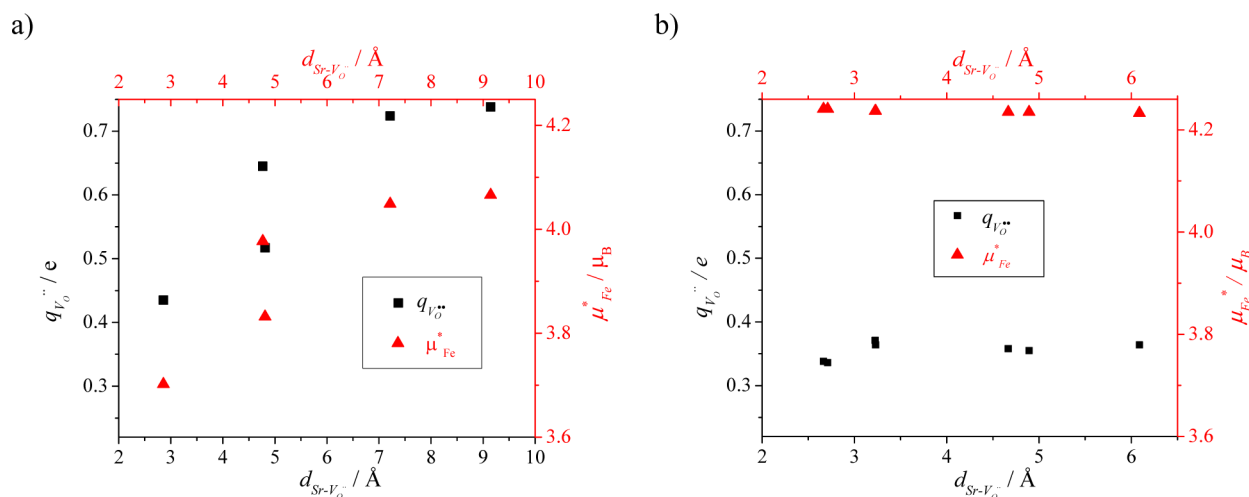 a)
d_{Sr-V_O^{··}} / Å
2 3 4 5 6 7 8 9 10
0.7
0.6
0.5
0.4
0.3
q_{V_O^{··}} / e
4.2
4.0
3.8
3.6
μ^*_{Fe} / μ_B
q_{V_O^{••}}
μ^*_{Fe}
2 3 4 5 6 7 8 9 10
d_{Sr-V_O^{··}} / Å
b)
d_{Sr-V_O^{··}} / Å
2 3 4 5 6
0.7
0.6
0.5
0.4
0.3
q_{V_O^{··}} / e
4.2
4.0
3.8
3.6
μ^*_{Fe} / μ_B
q_{V_O^{••}}
μ^*_{Fe}
2 3 4 5 6
d_{Sr-V_O^{··}} / Å